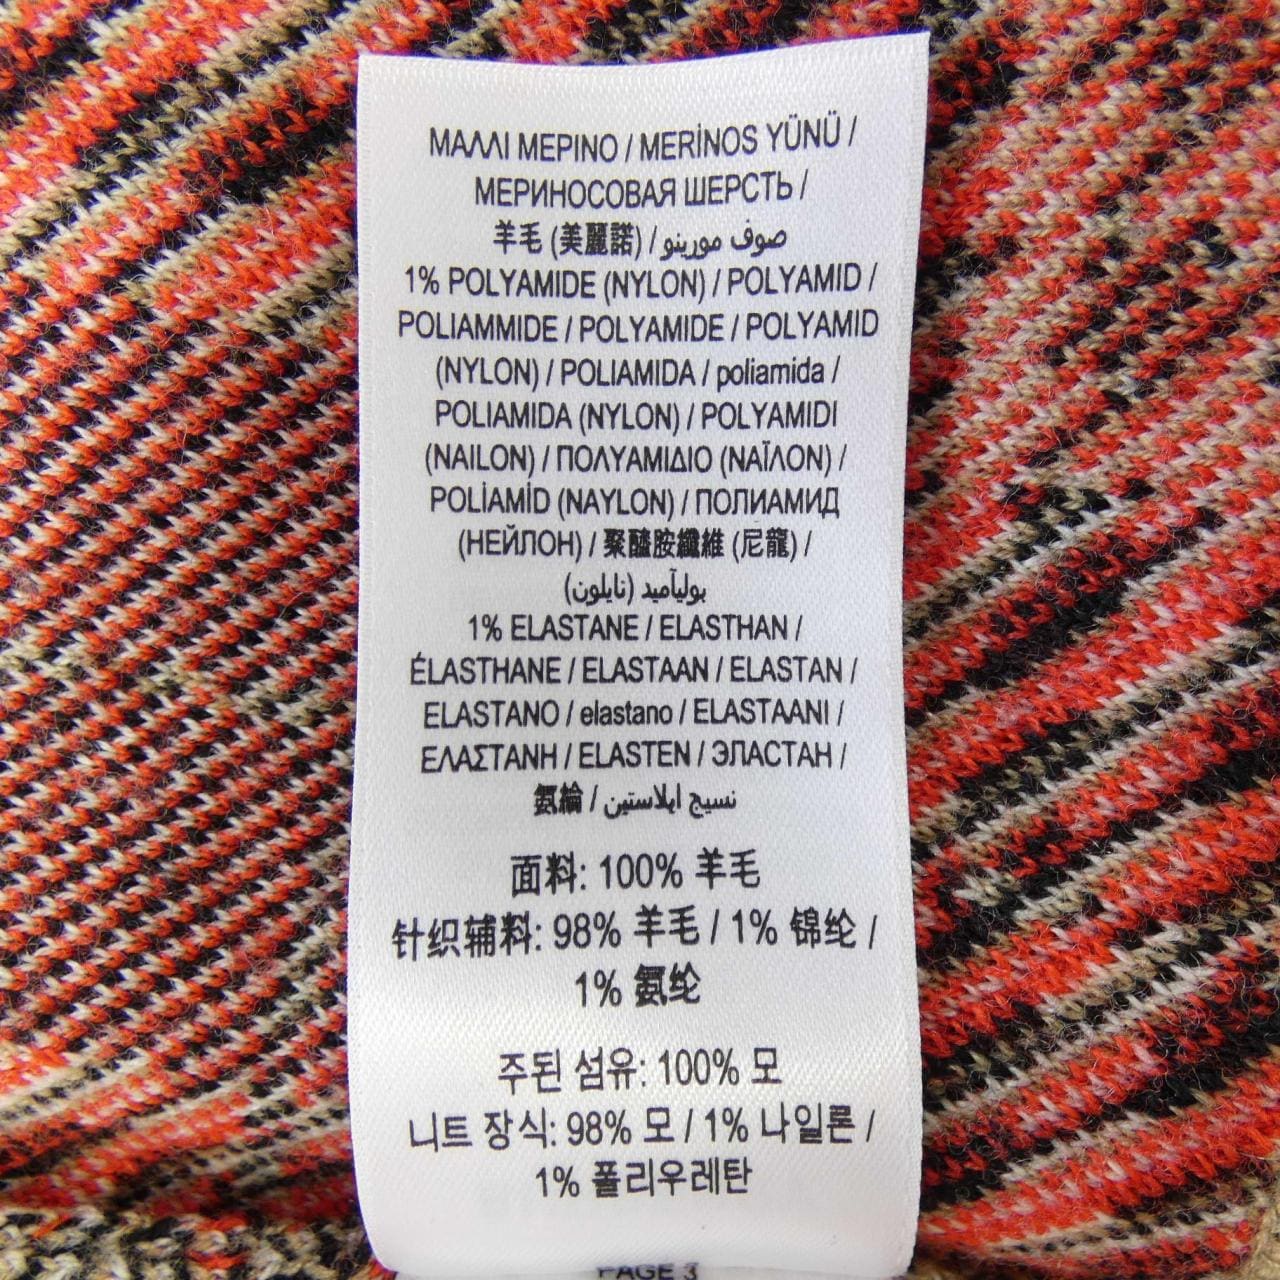 ΜΑΛΛΙ ΜΕΡΙΝΟ / MERİNOS YÜNÜ /
МЕРИНОСОВАЯ ШЕРСТЬ /
羊毛 (美麗諾) / صوف مورينو
1% POLYAMIDE (NYLON) / POLYAMID /
POLIAMMIDE / POLYAMIDE / POLYAMID
(NYLON) / POLIAMIDA / poliamida /
POLIAMIDA (NYLON) / POLYAMIDI
(NAILON) / ΠΟΛΥΑΜΙΔΙΟ (ΝΑΪΛΟΝ) /
POLİAMİD (NAYLON) / ПОЛИАМИД
(НЕЙЛОН) / 聚醯胺纖維 (尼龍) /
بوليآميد (نايلون)
1% ELASTANE / ELASTHAN /
ÉLASTHANE / ELASTAAN / ELASTAN /
ELASTANO / elastano / ELASTAANI /
ΕΛΑΣΤΑΝΗ / ELASTEN / ЭЛАСТАН /
氨綸 / نسيج ايلاستين
面料: 100% 羊毛
针织辅料: 98% 羊毛 / 1% 锦纶 /
1% 氨纶
주된 섬유: 100% 모
니트 장식: 98% 모 / 1% 나일론 /
1% 폴리우레탄
PAGE 3